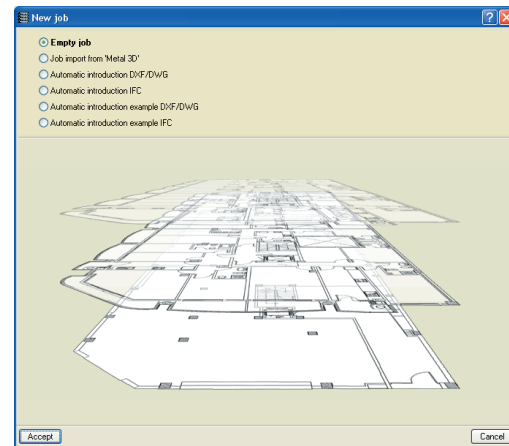 New job
Empty job
Job import from 'Metal 3D'
Automatic introduction DXF/DWG
Automatic introduction IFC
Automatic introduction example DXF/DWG
Automatic introduction example IFC
Accept
Cancel